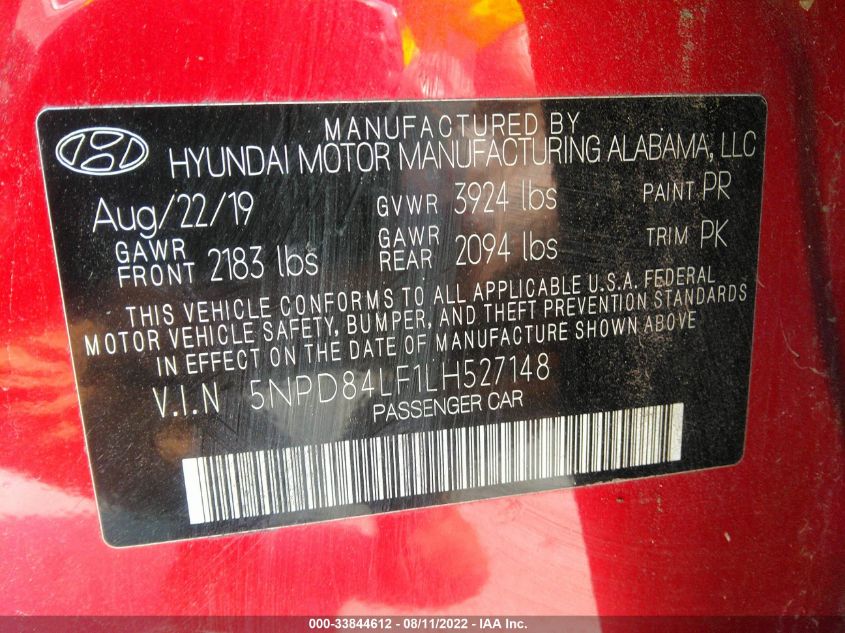 MANUFACTURED BY
HYUNDAI MOTOR MANUFACTURING ALABAMA, LLC
Aug/22/19 GVWR 3924 lbs PAINT PR
GAWR FRONT 2183 lbs GAWR REAR 2094 lbs TRIM PK
THIS VEHICLE CONFORMS TO ALL APPLICABLE U.S.A. FEDERAL
MOTOR VEHICLE SAFETY, BUMPER, AND THEFT PREVENTION STANDARDS
IN EFFECT ON THE DATE OF MANUFACTURE SHOWN ABOVE
V.I.N 5NPD84LF1LH527148
PASSENGER CAR
000-33844612 - 08/11/2022 - IAA Inc.